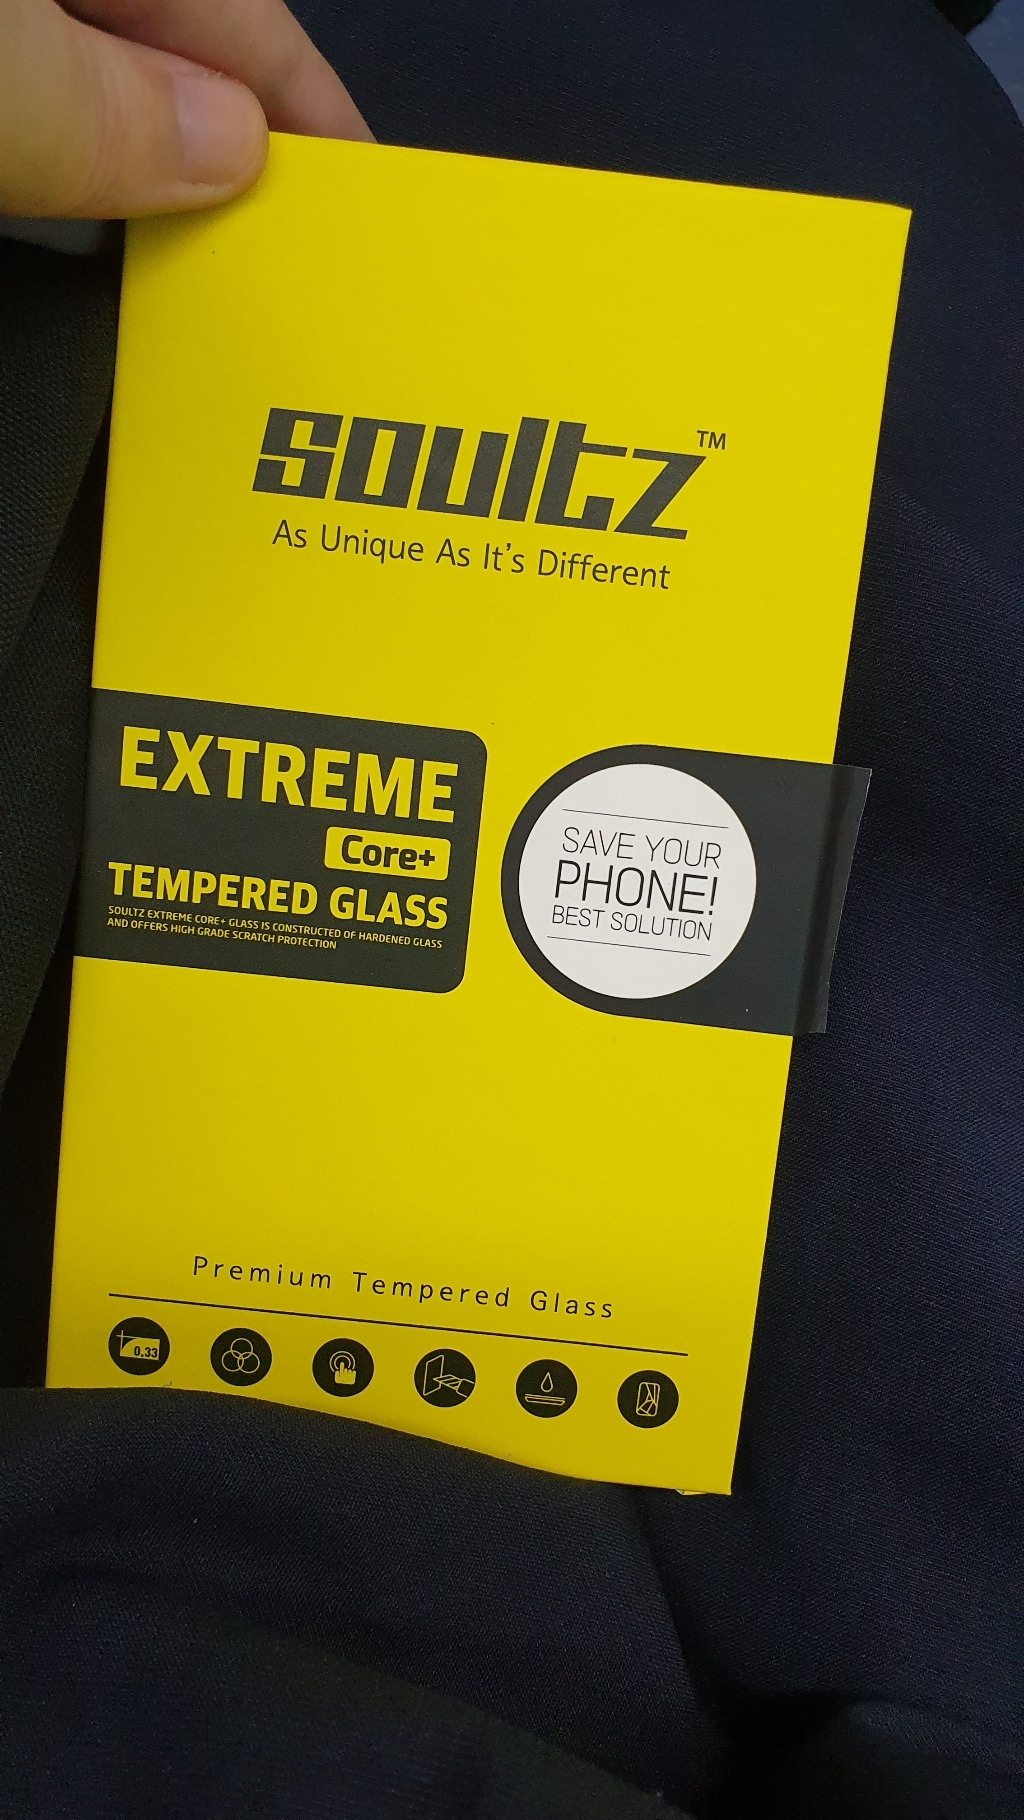 soultz™
As Unique As It's Different
EXTREME
Core+
TEMPERED GLASS
SOULTZ EXTREME CORE+ GLASS IS CONSTRUCTED OF HARDENED GLASS
AND OFFERS HIGH GRADE SCRATCH PROTECTION
SAVE YOUR
PHONE!
BEST SOLUTION
Premium Tempered Glass
0.33